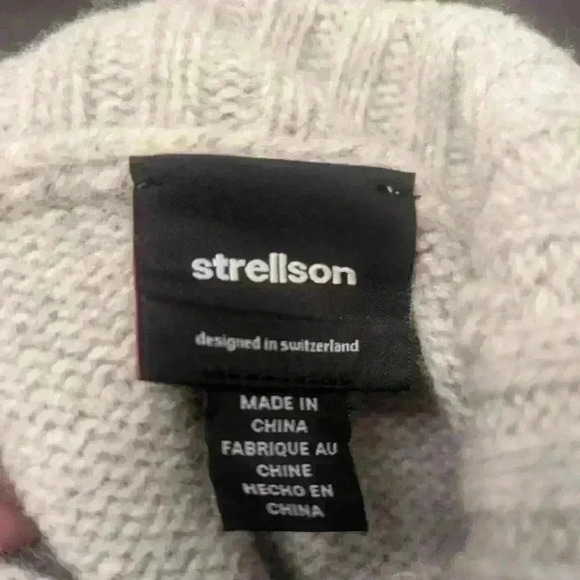 strellson
designed in switzerland
MADE IN
CHINA
FABRIQUE AU
CHINE
HECHO EN
CHINA